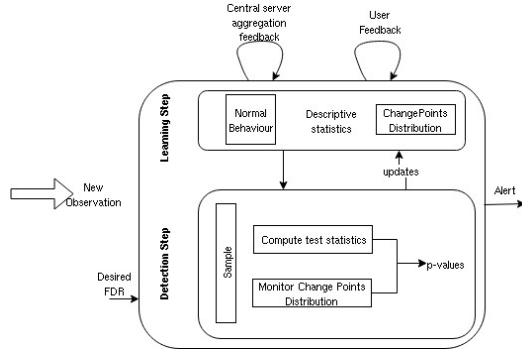 Central server
aggregation
feedback
User
Feedback
Learning Step
Normal
Behaviour
Descriptive
statistics
ChangePoints
Distribution
updates
New
Observation
Alert
Detection Step
Sample
Compute test statistics
p-values
Monitor Change Points
Distribution
Desired
FDR